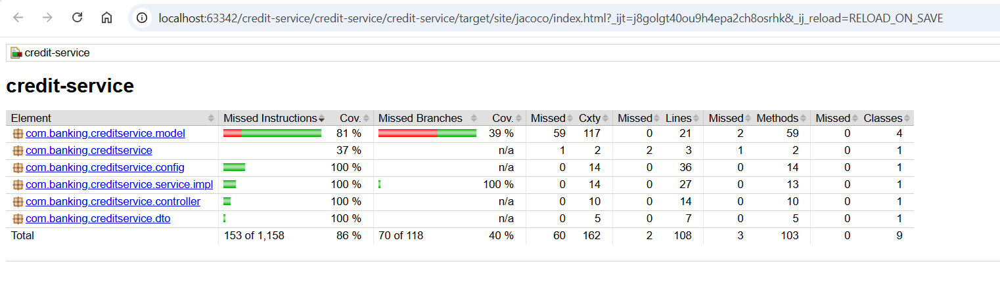 localhost:63342/credit-service/credit-service/credit-service/target/site/jacoco/index.html?_ijt=j8golgt40ou9h4epa2ch8osrhk&_ij_reload=RELOAD_ON_SAVE
credit-service
credit-service
Element Missed Instructions Cov. Missed Branches Cov. Missed Cxty Missed Lines Missed Methods Missed Classes
com.banking.creditservice.model 81 % 39 % 59 117 0 21 2 59 0 4
com.banking.creditservice 37 % n/a 1 2 2 3 1 2 0 1
com.banking.creditservice.config 100 % n/a 0 14 0 36 0 14 0 1
com.banking.creditservice.service.impl 100 % 100 % 0 14 0 27 0 13 0 1
com.banking.creditservice.controller 100 % n/a 0 10 0 14 0 10 0 1
com.banking.creditservice.dto 100 % n/a 0 5 0 7 0 5 0 1
Total 153 of 1,158 86 % 70 of 118 40 % 60 162 2 108 3 103 0 9